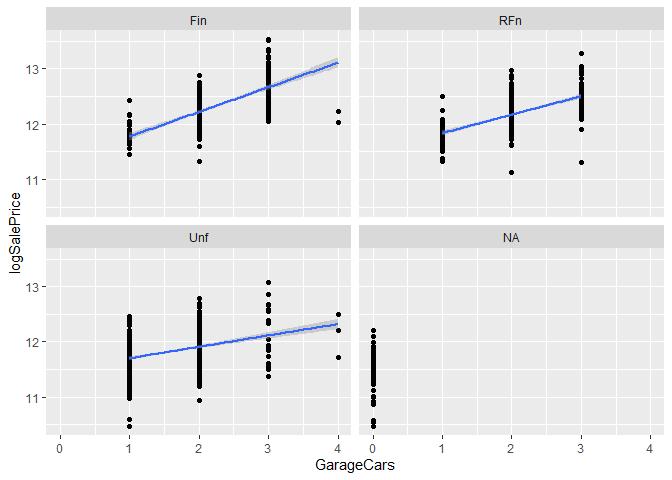 Fin
RFn
13
12
11
Unf
NA
13
12
11
0 1 2 3 4
0 1 2 3 4
GarageCars
logSalePrice